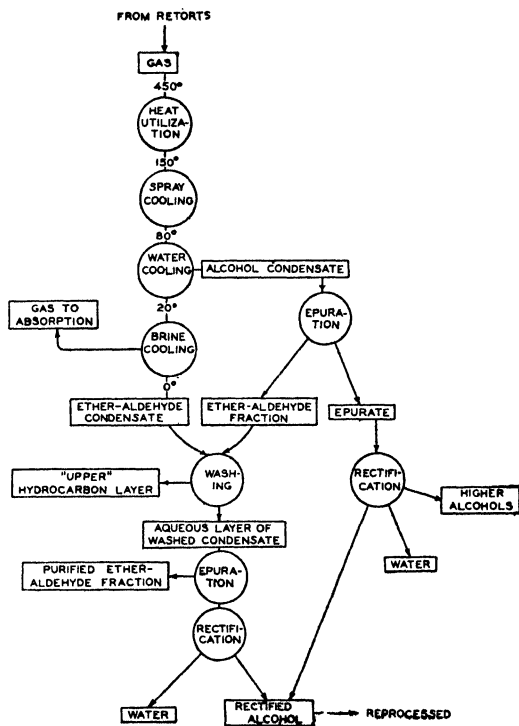 FROM RETORTS
GAS
450°
HEAT
UTILIZA-
TION
150°
SPRAY
COOLING
80°
WATER
COOLING
ALCOHOL CONDENSATE
20°
GAS TO
ABSORPTION
EPURA-
TION
BRINE
COOLING
0°
ETHER-ALDEHYDE
CONDENSATE
ETHER-ALDEHYDE
FRACTION
EPURATE
"UPPER"
HYDROCARBON LAYER
WASH-
ING
RECTIFI-
CATION
HIGHER
ALCOHOLS
AQUEOUS LAYER OF
WASHED CONDENSATE
WATER
PURIFIED ETHER-
ALDEHYDE FRACTION
EPURA-
TION
RECTIFI-
CATION
WATER
RECTIFIED
ALCOHOL
REPROCESSED